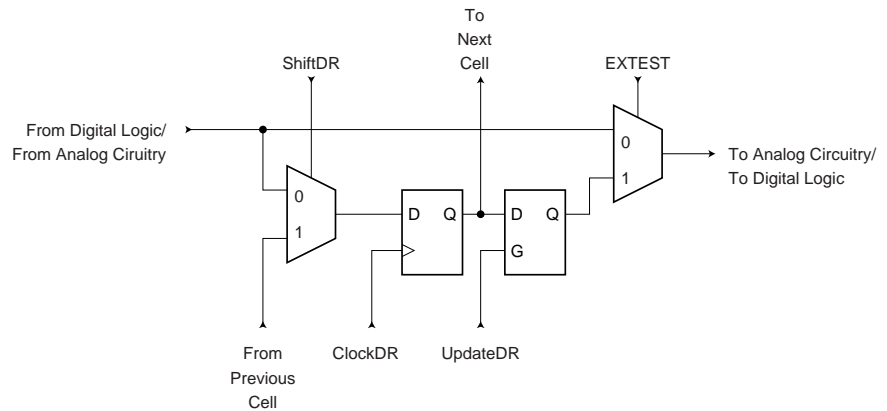 To
Next
Cell
ShiftDR
EXTEST
From Digital Logic/
From Analog Ciruitry
0
1
To Analog Circuitry/
To Digital Logic
0
1
D Q
D Q
G
From
Previous
Cell
ClockDR
UpdateDR